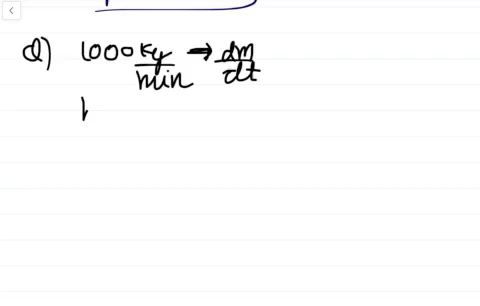 a) 1000 kg/min → dm/dt